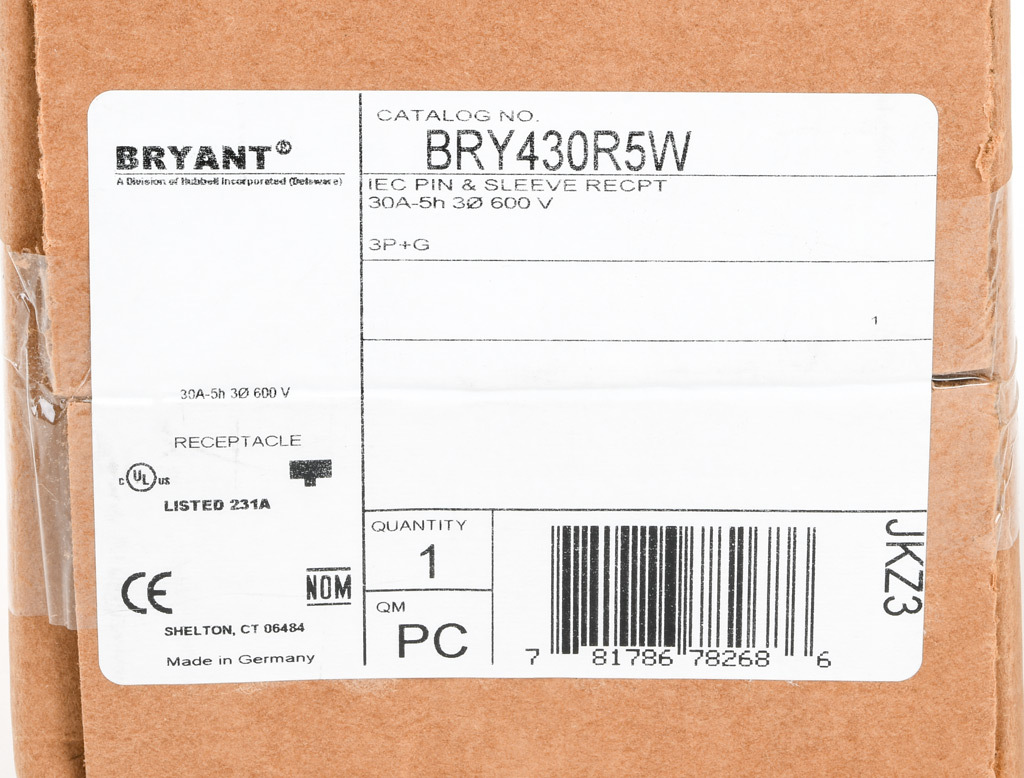 BRYANT®
A Division of Hubbell Incorporated (Delaware)
CATALOG NO.
BRY430R5W
IEC PIN & SLEEVE RECPT
30A-5h 3Ø 600 V
3P+G
1
30A-5h 3Ø 600 V
RECEPTACLE
C UL US
LISTED 231A
CE
NOM
SHELTON, CT 06484
Made in Germany
QUANTITY
1
QM
PC
7 81786 78268 6
JKZ3